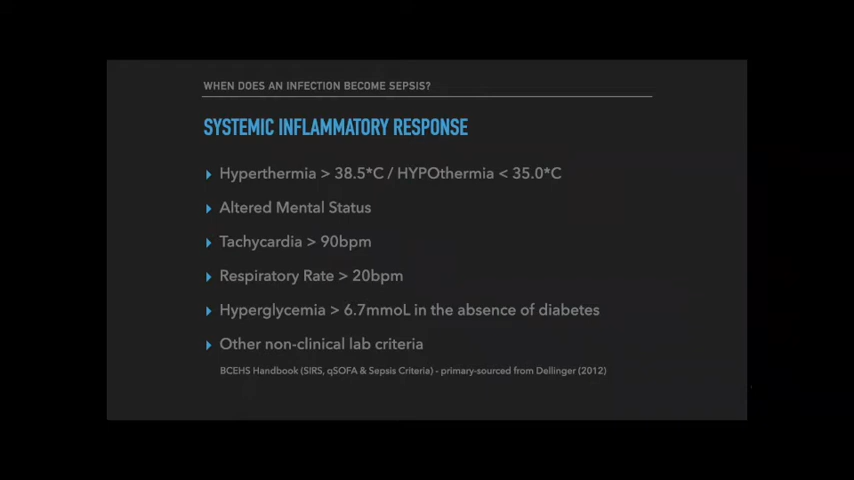 WHEN DOES AN INFECTION BECOME SEPSIS?
SYSTEMIC INFLAMMATORY RESPONSE
Hyperthermia > 38.5*C / HYPOthermia < 35.0*C
Altered Mental Status
Tachycardia > 90bpm
Respiratory Rate > 20bpm
Hyperglycemia > 6.7mmoL in the absence of diabetes
Other non-clinical lab criteria
BCEHS Handbook (SIRS, qSOFA & Sepsis Criteria) - primary-sourced from Dellinger (2012)